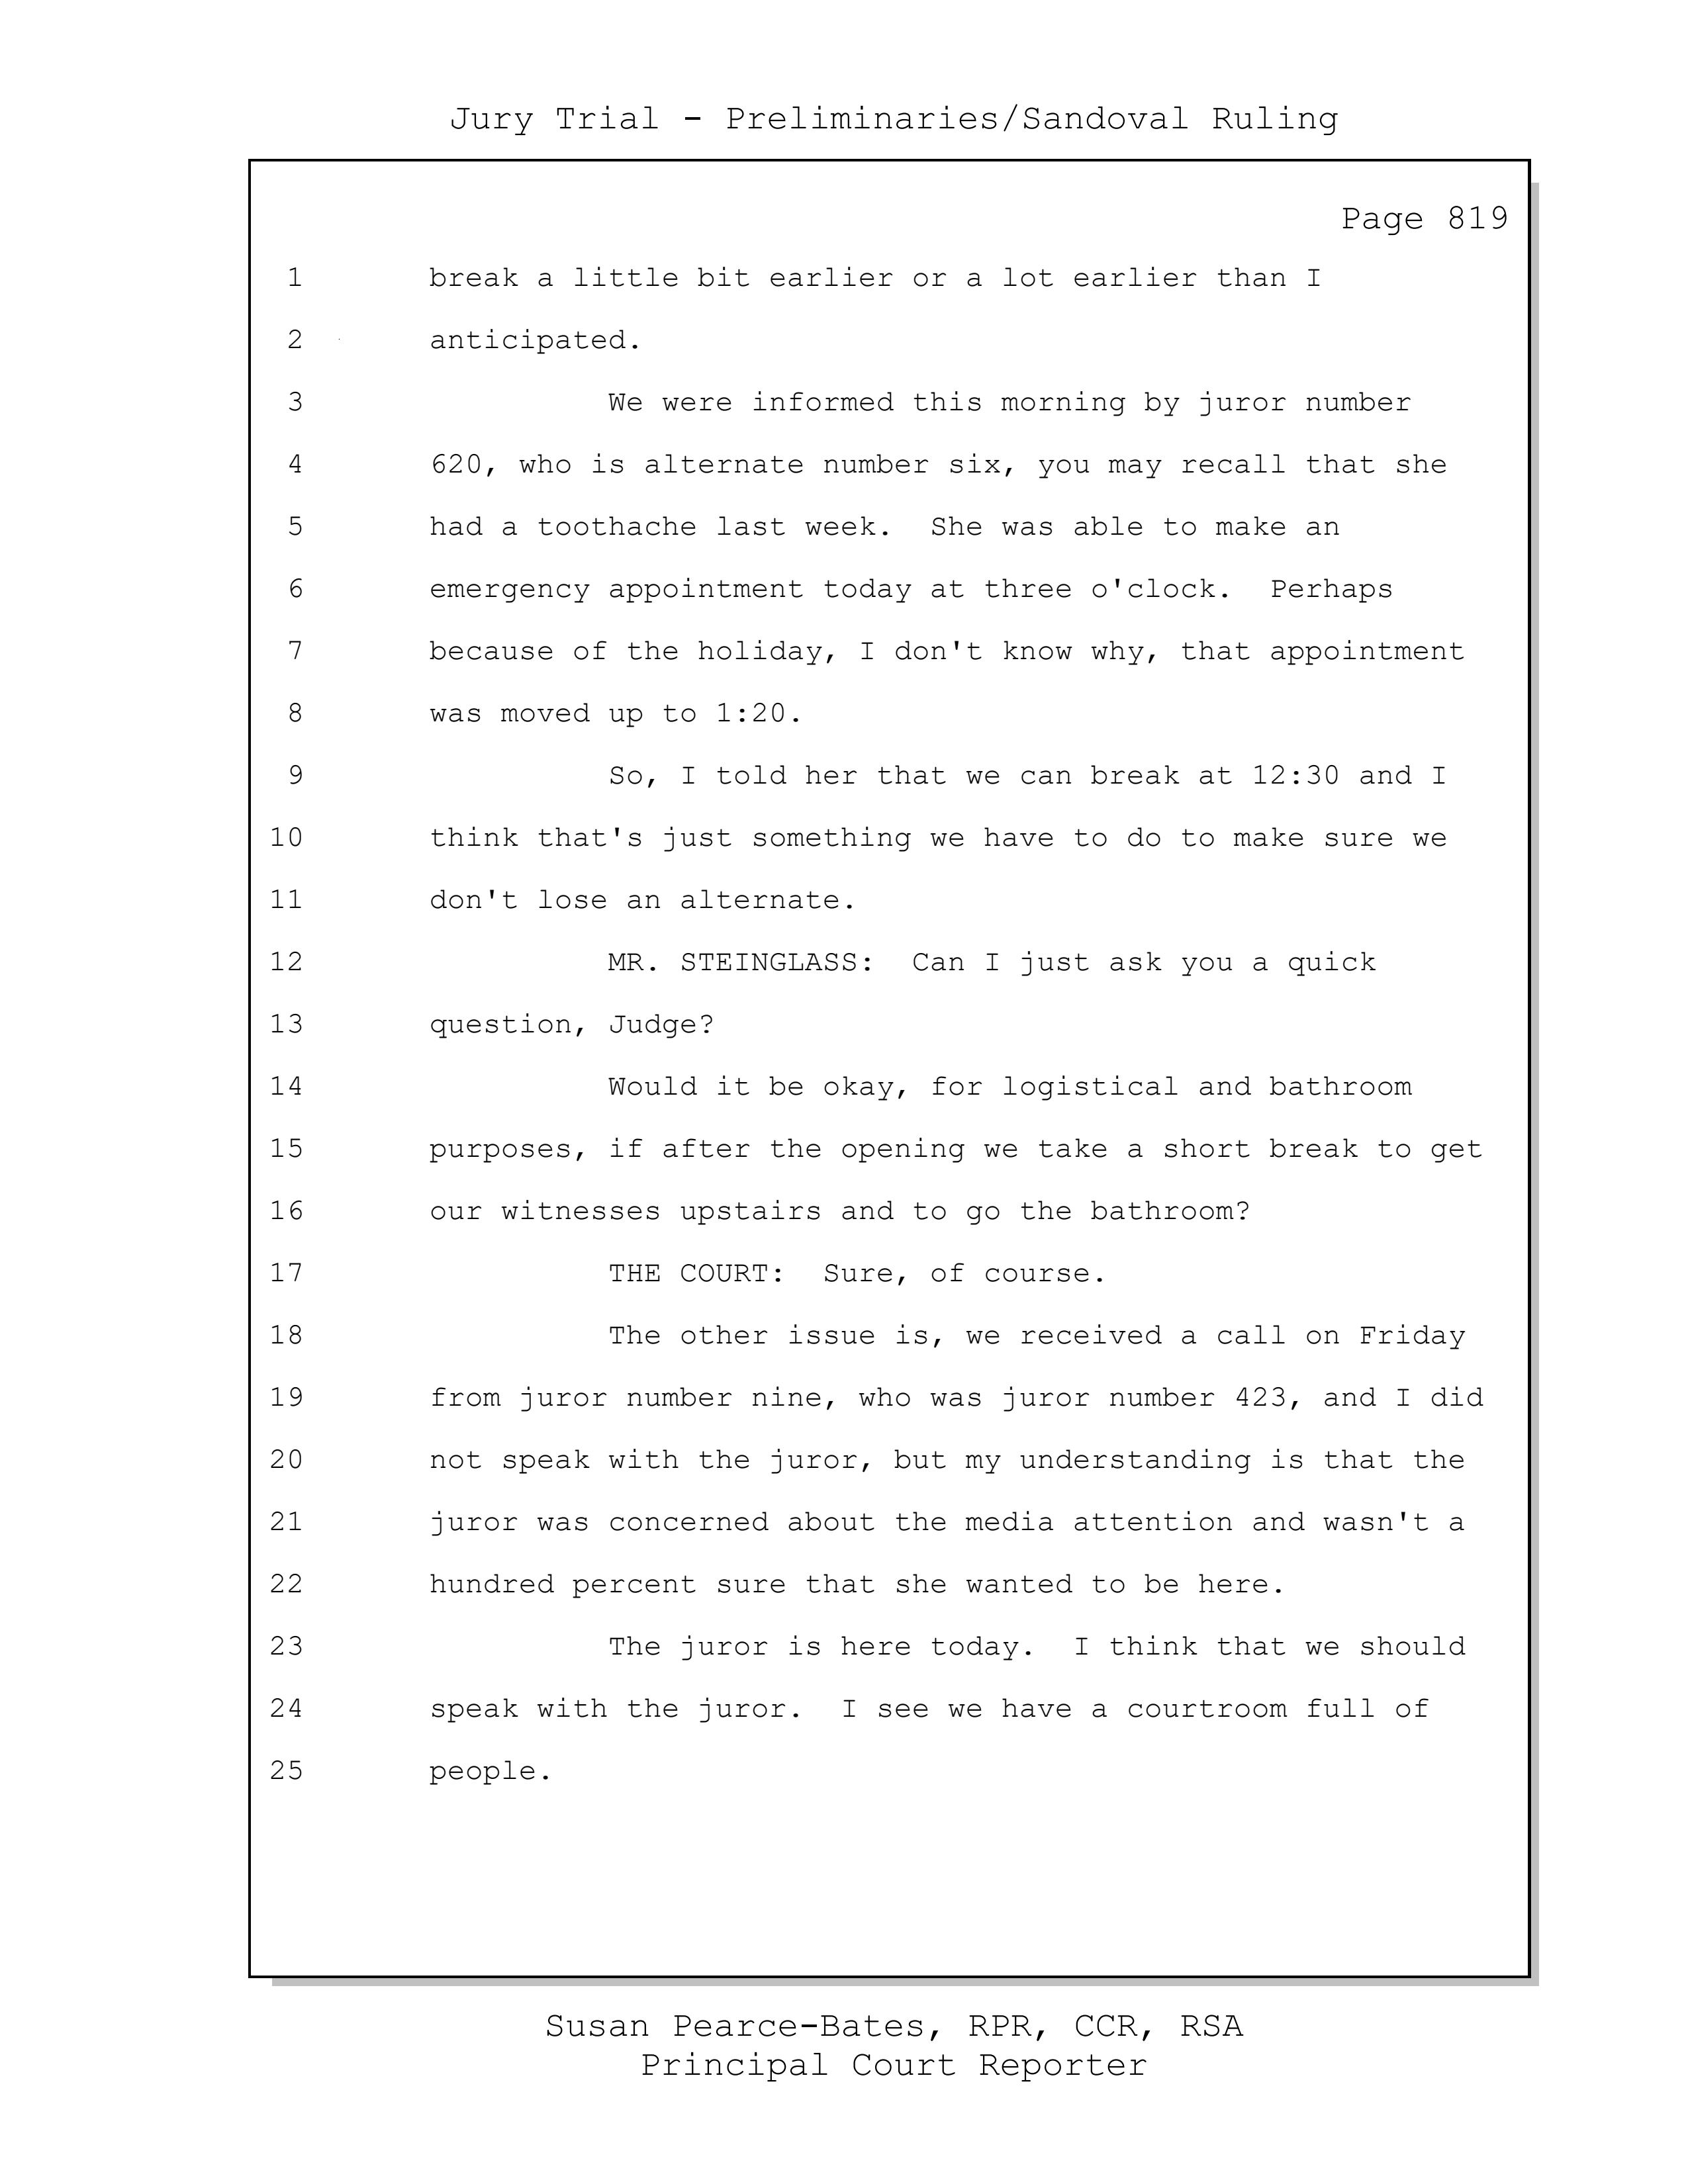 Jury Trial - Preliminaries/Sandoval Ruling
Page 819
1 break a little bit earlier or a lot earlier than I
2 anticipated.
3 We were informed this morning by juror number
4 620, who is alternate number six, you may recall that she
5 had a toothache last week. She was able to make an
6 emergency appointment today at three o'clock. Perhaps
7 because of the holiday, I don't know why, that appointment
8 was moved up to 1:20.
9 So, I told her that we can break at 12:30 and I
10 think that's just something we have to do to make sure we
11 don't lose an alternate.
12 MR. STEINGLASS: Can I just ask you a quick
13 question, Judge?
14 Would it be okay, for logistical and bathroom
15 purposes, if after the opening we take a short break to get
16 our witnesses upstairs and to go the bathroom?
17 THE COURT: Sure, of course.
18 The other issue is, we received a call on Friday
19 from juror number nine, who was juror number 423, and I did
20 not speak with the juror, but my understanding is that the
21 juror was concerned about the media attention and wasn't a
22 hundred percent sure that she wanted to be here.
23 The juror is here today. I think that we should
24 speak with the juror. I see we have a courtroom full of
25 people.
Susan Pearce-Bates, RPR, CCR, RSA
Principal Court Reporter